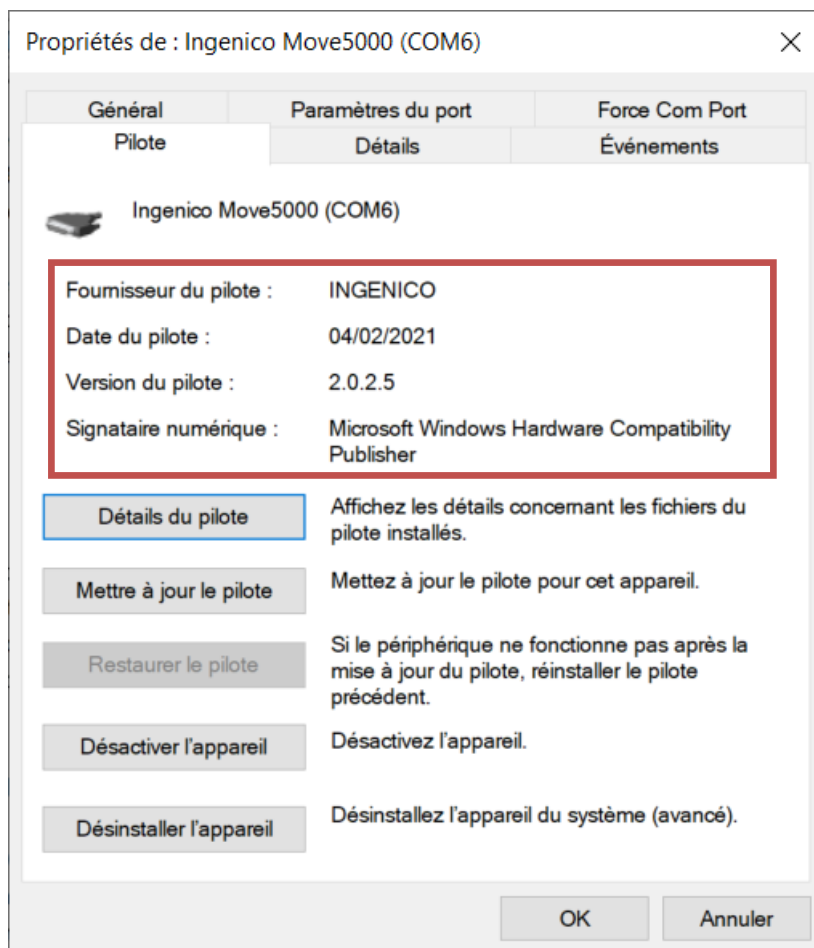 Propriétés de : Ingenico Move5000 (COM6)
Général Paramètres du port Force Com Port
Pilote Détails Événements
Ingenico Move5000 (COM6)
Fournisseur du pilote : INGENICO
Date du pilote : 04/02/2021
Version du pilote : 2.0.2.5
Signataire numérique : Microsoft Windows Hardware Compatibility
Publisher
Détails du pilote
Affichez les détails concernant les fichiers du
pilote installés.
Mettre à jour le pilote
Mettez à jour le pilote pour cet appareil.
Restaurer le pilote
Si le périphérique ne fonctionne pas après la
mise à jour du pilote, réinstaller le pilote
précédent.
Désactiver l'appareil
Désactivez l'appareil.
Désinstaller l'appareil
Désinstallez l'appareil du système (avancé).
OK Annuler